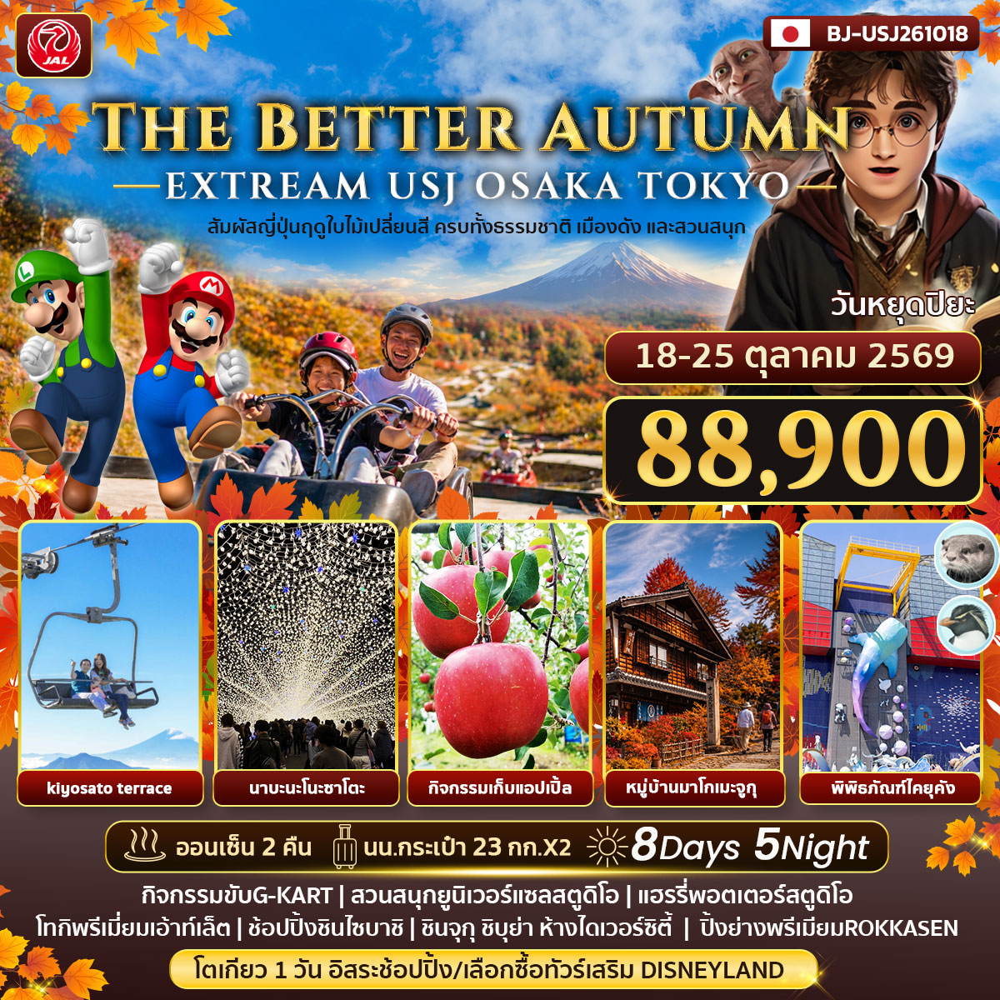 JAL
BJ-USJ261018
THE BETTER AUTUMN
EXTREAM USJ OSAKA TOKYO
สัมผัสญี่ปุ่นฤดูใบไม้เปลี่ยนสี ครบทั้งธรรมชาติ เมืองดัง และสวนสนุก
L
M
วันหยุดปิยะ
18-25 ตุลาคม 2569
88,900
kiyosato terrace
นาบะนะโนะซาโตะ
กิจกรรมเก็บแอปเปิ้ล
หมู่บ้านมาโกเมะจูกุ
พิพิธภัณฑ์ไคยุคัง
ออนเซ็น 2 คืน
นน.กระเป๋า 23 กก.X2
8Days 5Night
กิจกรรมขับG-KART | สวนสนุกยูนิเวอร์แซลสตูดิโอ | แฮรรี่พอตเตอร์สตูดิโอ
โทกิพรีเมี่ยมเอ้าท์เล็ต | ช้อปปิ้งชินไซบาชิ | ชินจุกุ ชิบุย่า ห้างไดเวอร์ซิตี้ | ปิ้งย่างพรีเมียมROKKASEN
โตเกียว 1 วัน อิสระช้อปปิ้ง/เลือกซื้อทัวร์เสริม DISNEYLAND